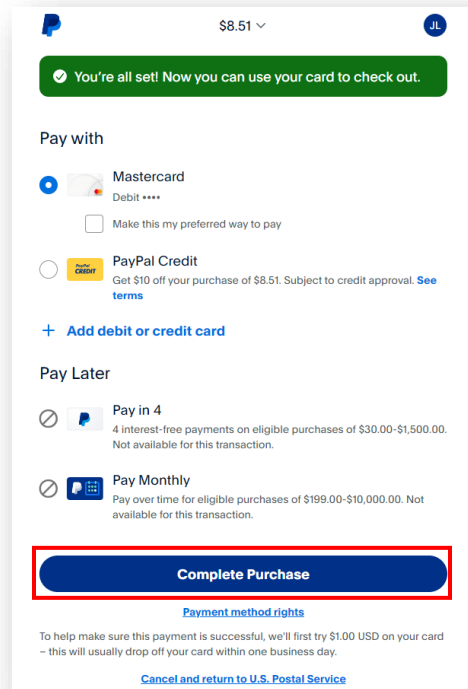 $8.51
JL
You're all set! Now you can use your card to check out.
Pay with
Mastercard
Debit ••••
Make this my preferred way to pay
PayPal CREDIT
PayPal Credit
Get $10 off your purchase of $8.51. Subject to credit approval. See
terms
+ Add debit or credit card
Pay Later
Pay in 4
4 interest-free payments on eligible purchases of $30.00-$1,500.00.
Not available for this transaction.
Pay Monthly
Pay over time for eligible purchases of $199.00-$10,000.00. Not
available for this transaction.
Complete Purchase
Payment method rights
To help make sure this payment is successful, we'll first try $1.00 USD on your card
– this will usually drop off your card within one business day.
Cancel and return to U.S. Postal Service